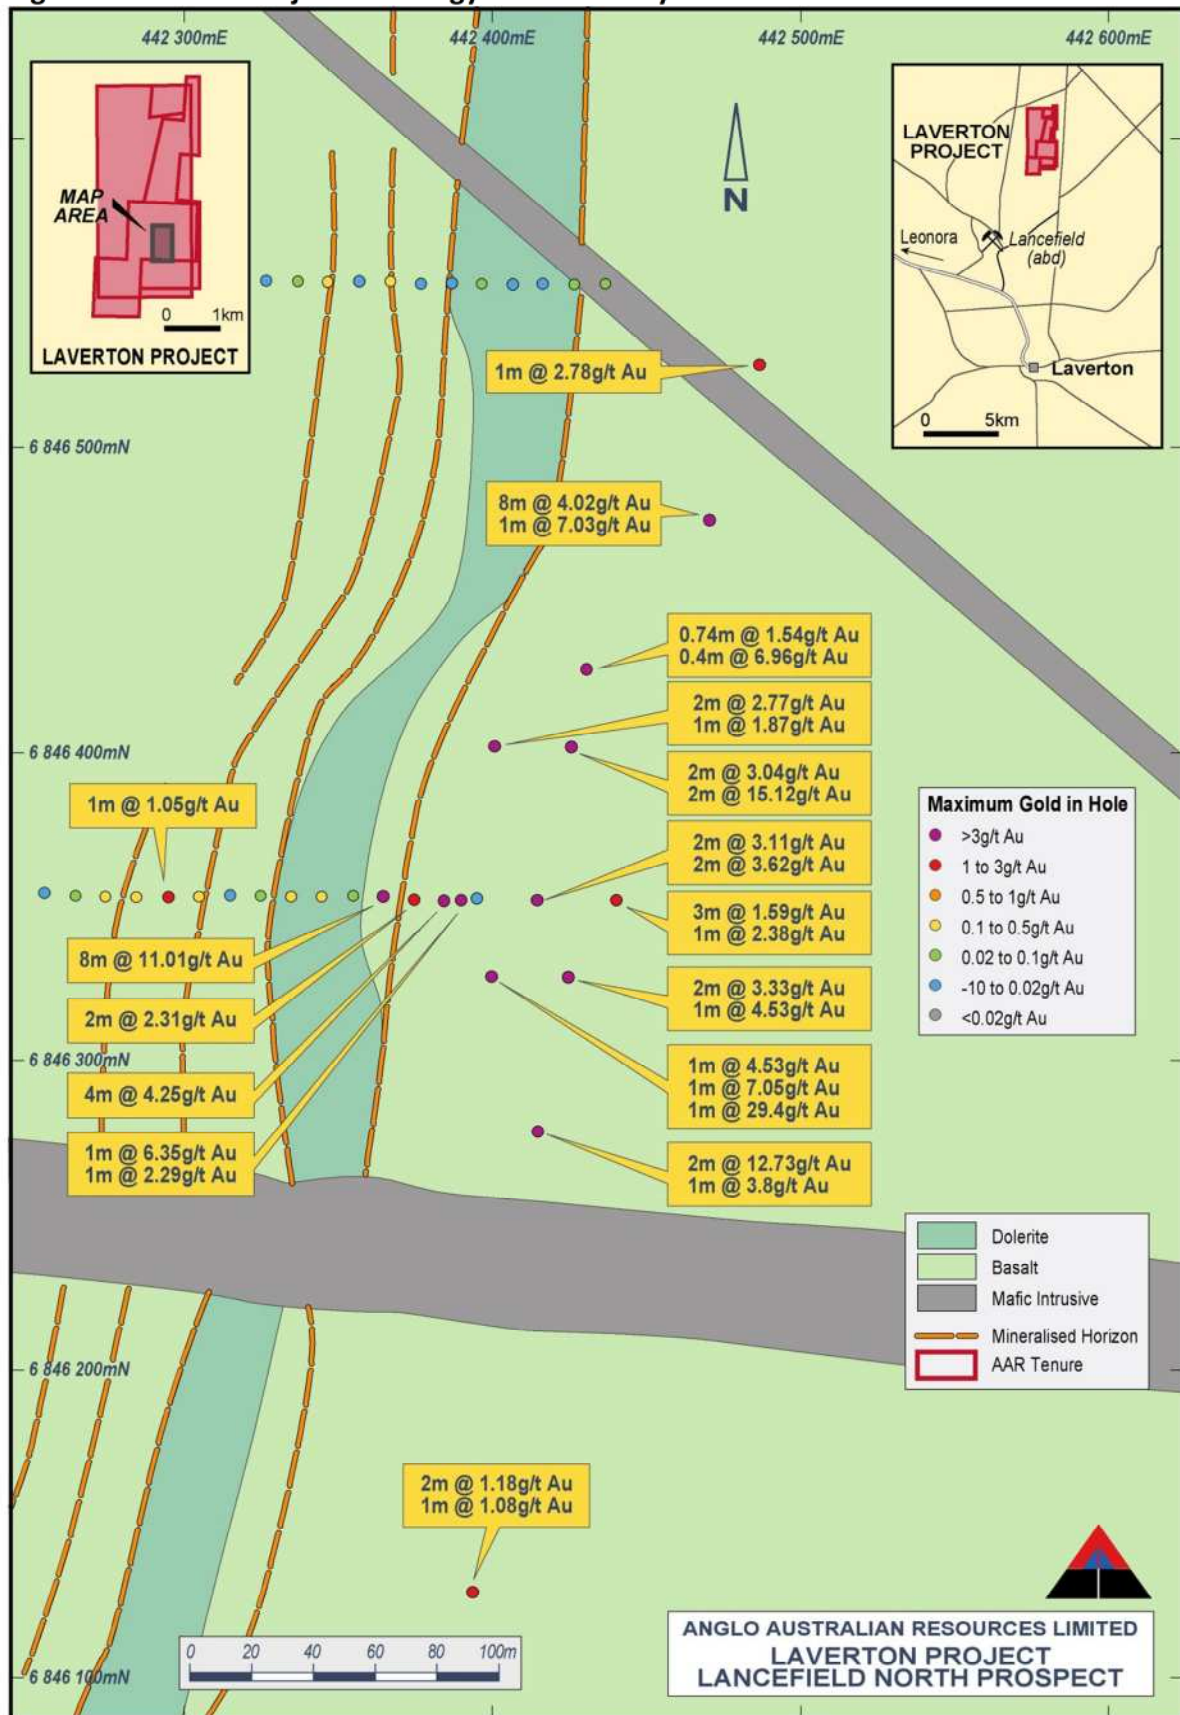 442 300mE
442 400mE
442 500mE
442 600mE
MAP
AREA
0 1km
LAVERTON PROJECT
N
LAVERTON
PROJECT
Leonora
Lancefield
(abd)
Laverton
0 5km
1m @ 2.78g/t Au
6 846 500mN
8m @ 4.02g/t Au
1m @ 7.03g/t Au
0.74m @ 1.54g/t Au
0.4m @ 6.96g/t Au
2m @ 2.77g/t Au
1m @ 1.87g/t Au
6 846 400mN
2m @ 3.04g/t Au
2m @ 15.12g/t Au
1m @ 1.05g/t Au
2m @ 3.11g/t Au
2m @ 3.62g/t Au
3m @ 1.59g/t Au
1m @ 2.38g/t Au
8m @ 11.01g/t Au
2m @ 3.33g/t Au
1m @ 4.53g/t Au
2m @ 2.31g/t Au
6 846 300mN
1m @ 4.53g/t Au
1m @ 7.05g/t Au
1m @ 29.4g/t Au
4m @ 4.25g/t Au
1m @ 6.35g/t Au
1m @ 2.29g/t Au
2m @ 12.73g/t Au
1m @ 3.8g/t Au
Maximum Gold in Hole
>3g/t Au
1 to 3g/t Au
0.5 to 1g/t Au
0.1 to 0.5g/t Au
0.02 to 0.1g/t Au
-10 to 0.02g/t Au
<0.02g/t Au
Dolerite
Basalt
Mafic Intrusive
Mineralised Horizon
AAR Tenure
6 846 200mN
2m @ 1.18g/t Au
1m @ 1.08g/t Au
0 20 40 60 80 100m
6 846 100mN
ANGLO AUSTRALIAN RESOURCES LIMITED
LAVERTON PROJECT
LANCEFIELD NORTH PROSPECT